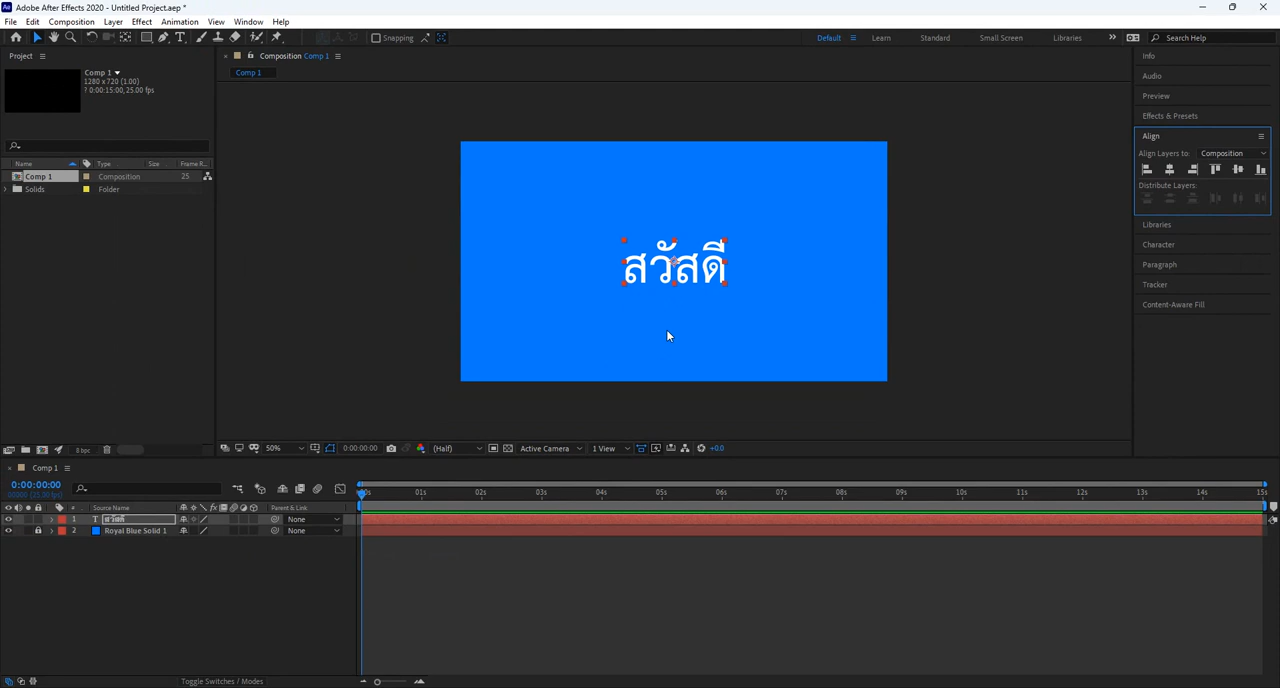 Adobe After Effects 2020 - Untitled Project.aep *
File Edit Composition Layer Effect Animation View Window Help
Snapping Default Learn Standard Small Screen Libraries Search Help
Project
Comp 1
1280 x 720 (1.00)
? 0:00:15:00, 25.00 fps
Name Type Size Frame R...
Comp 1 Composition 25
Solids Folder
8 bpc
Composition Comp 1
Comp 1
สวัสดี
50% 0:00:00:00 (Half) Active Camera 1 View +0.0
Info
Audio
Preview
Effects & Presets
Align
Align Layers to: Composition
Distribute Layers:
Libraries
Character
Paragraph
Tracker
Content-Aware Fill
Comp 1
0:00:00:00
00000 (25.00 fps)
# Source Name Parent & Link
1 T สวัสดี None
2 Royal Blue Solid 1 None
01s 02s 03s 04s 05s 06s 07s 08s 09s 10s 11s 12s 13s 14s 15s
Toggle Switches / Modes